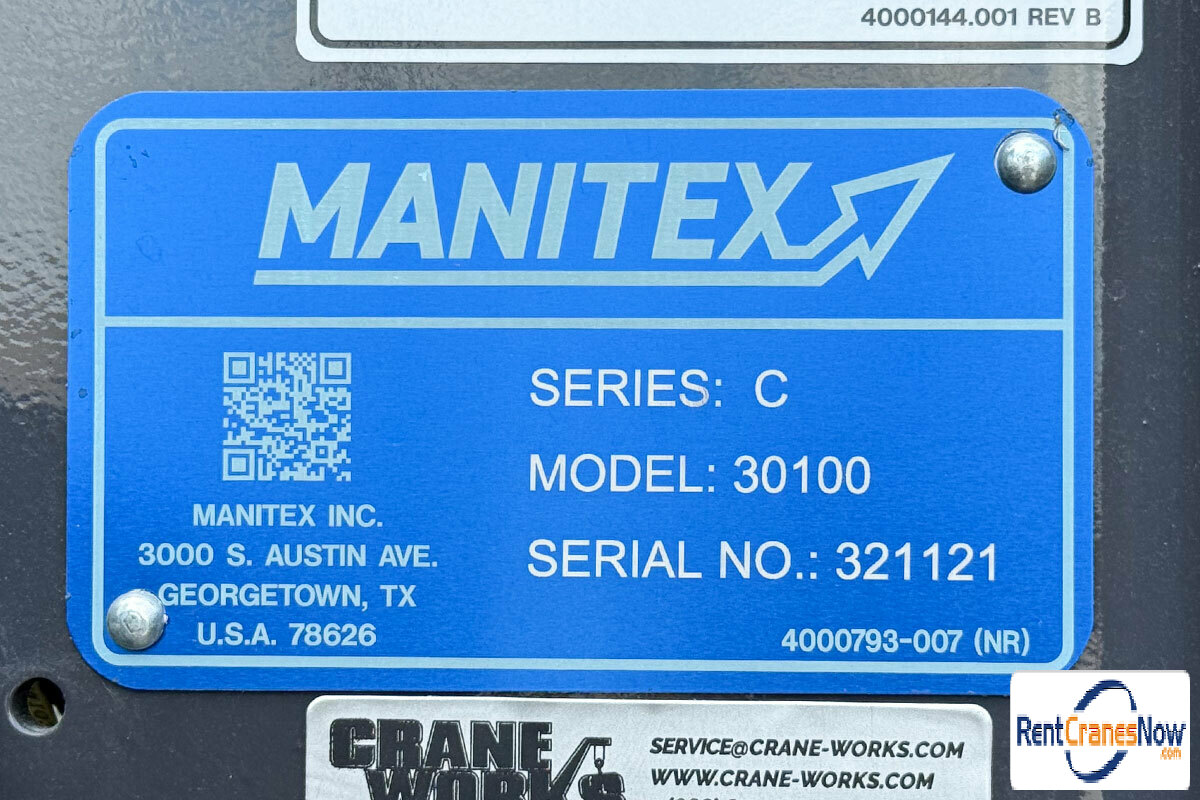 4000144.001 REV B
MANITEX
SERIES: C
MODEL: 30100
SERIAL NO.: 321121
MANITEX INC.
3000 S. AUSTIN AVE.
GEORGETOWN, TX
U.S.A. 78626
4000793-007 (NR)
CRANE
WORKS
SERVICE@CRANE-WORKS.COM
WWW.CRANE-WORKS.COM
RentCranesNow
.com